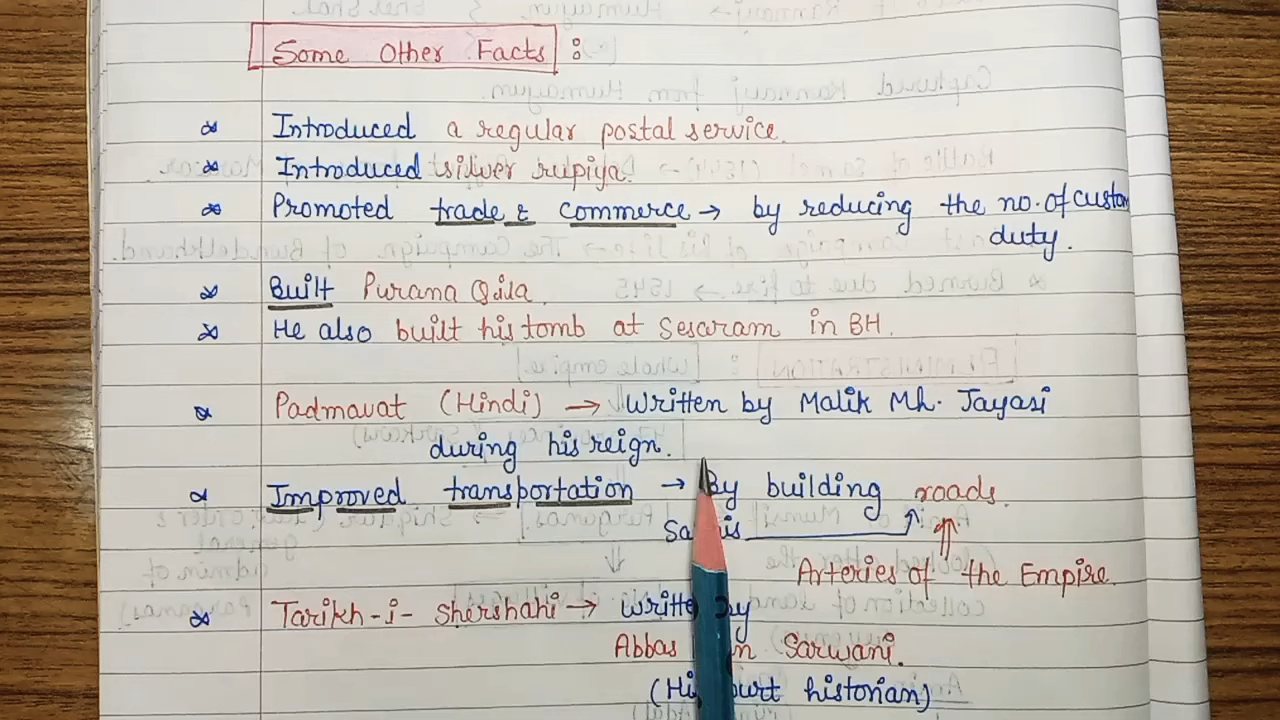 Some Other Facts :
Introduced a regular postal service.
Introduced silver rupiya.
Promoted trade & commerce → by reducing the no. of custom
duty.
Built Purana Qila.
He also built his tomb at Sesaram in BH.
Padmavat (Hindi) → Written by Malik Mh. Jayasi
during his reign.
Improved transportation → By building roads.
Arteries of the Empire.
Tarikh-i-Shershahi → Written by
Abbas Sarwani.
historian)